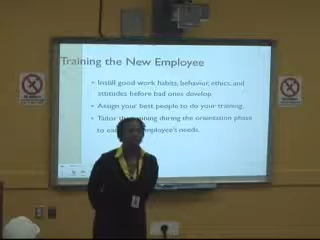 Training the New Employee
• Instill good work habits, behavior, ethics, and
attitudes before bad ones develop.
• Assign your best people to do your training.
• Tailor the training during the orientation phase
to employee's needs.